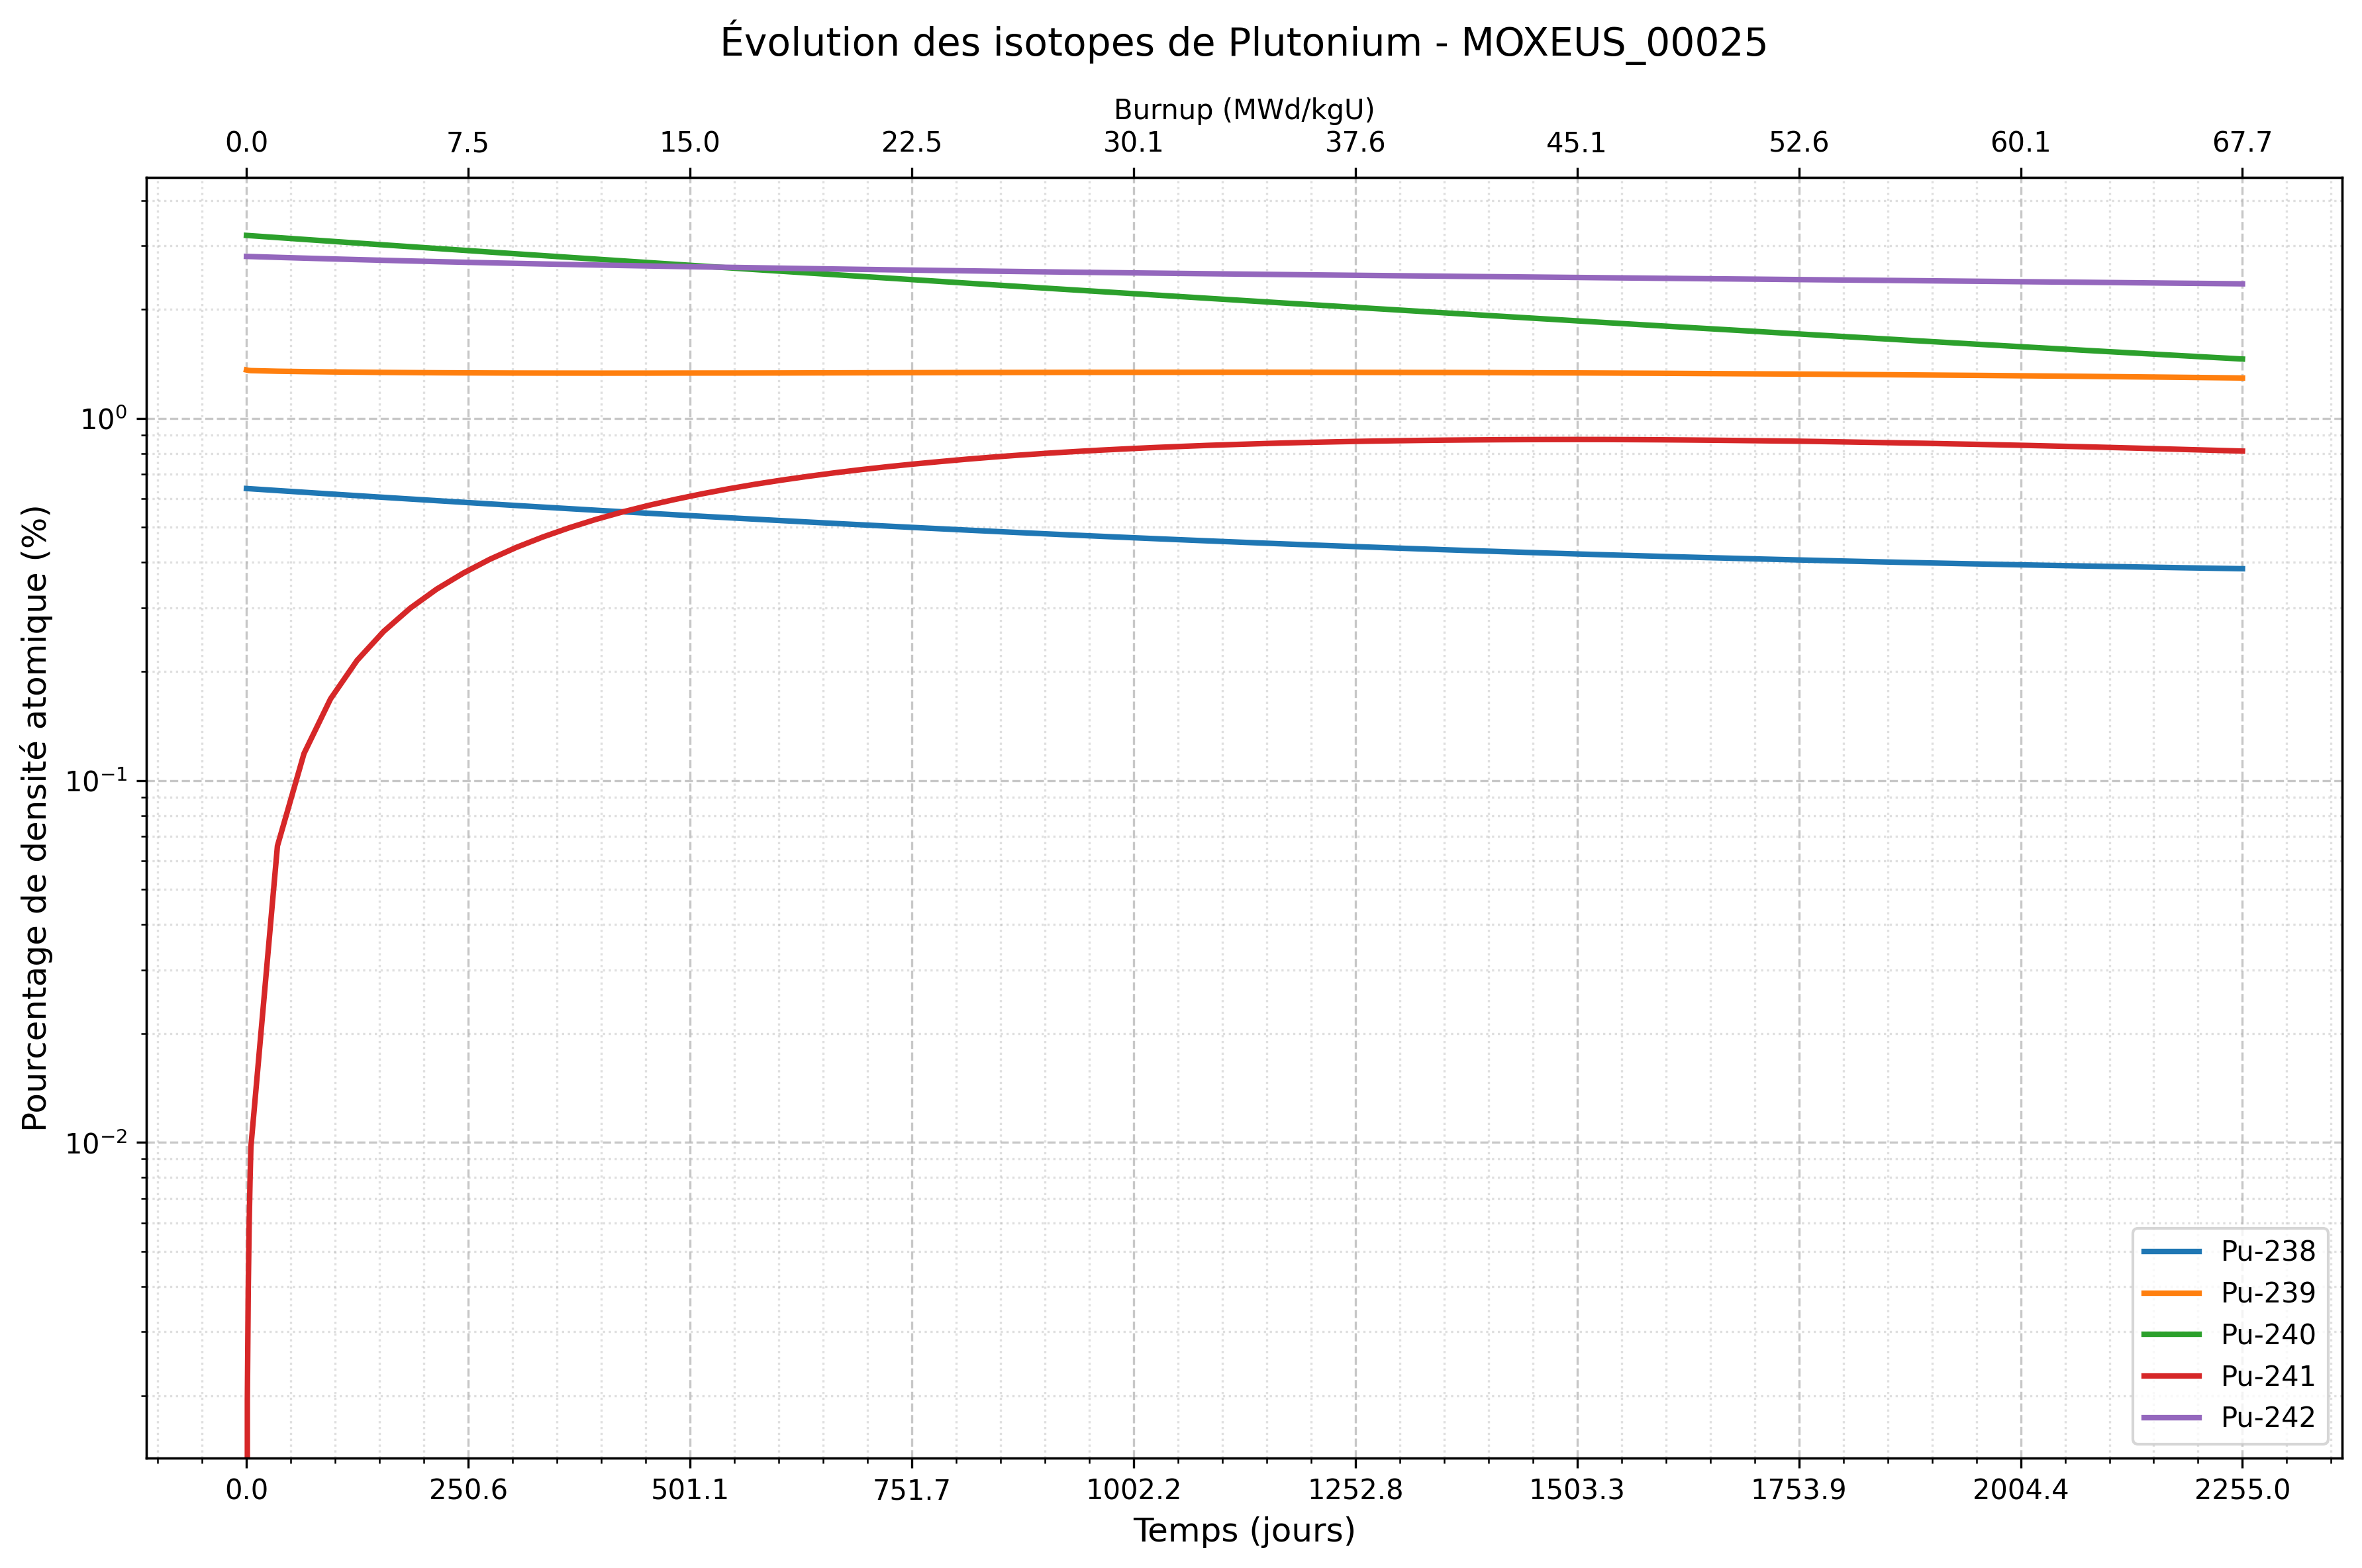 Évolution des isotopes de Plutonium - MOXEUS_00025
Burnup (MWd/kgU)
0.0 7.5 15.0 22.5 30.1 37.6 45.1 52.6 60.1 67.7
Pourcentage de densité atomique (%)
10⁰
10⁻¹
10⁻²
Pu-238
Pu-239
Pu-240
Pu-241
Pu-242
0.0 250.6 501.1 751.7 1002.2 1252.8 1503.3 1753.9 2004.4 2255.0
Temps (jours)